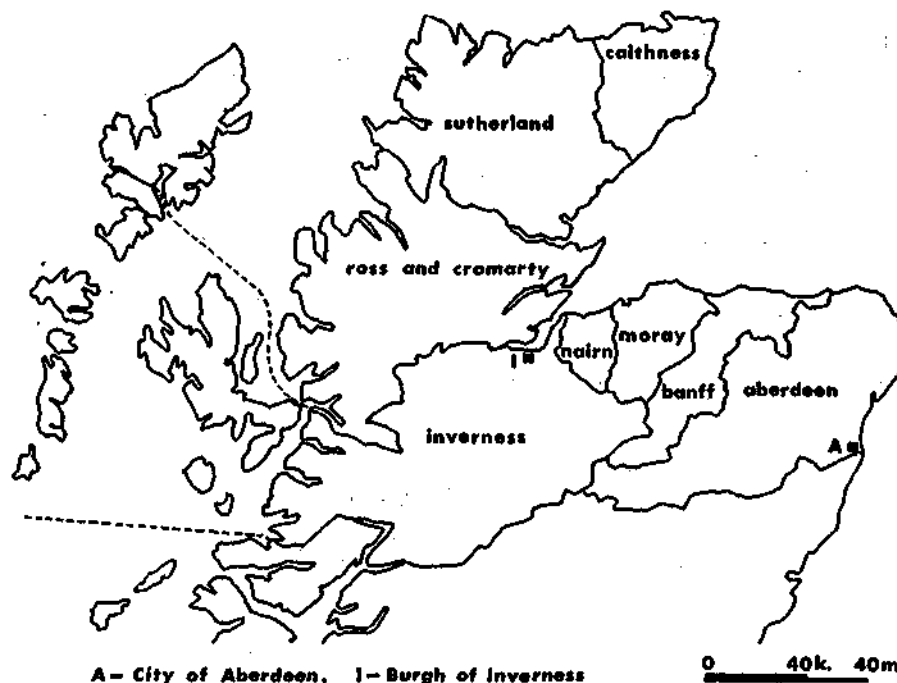 caithness
sutherland
ross and cromarty
moray
nairn
I
banff aberdeen
inverness
A
A- City of Aberdeen, I- Burgh of Inverness
0 40k. 40m